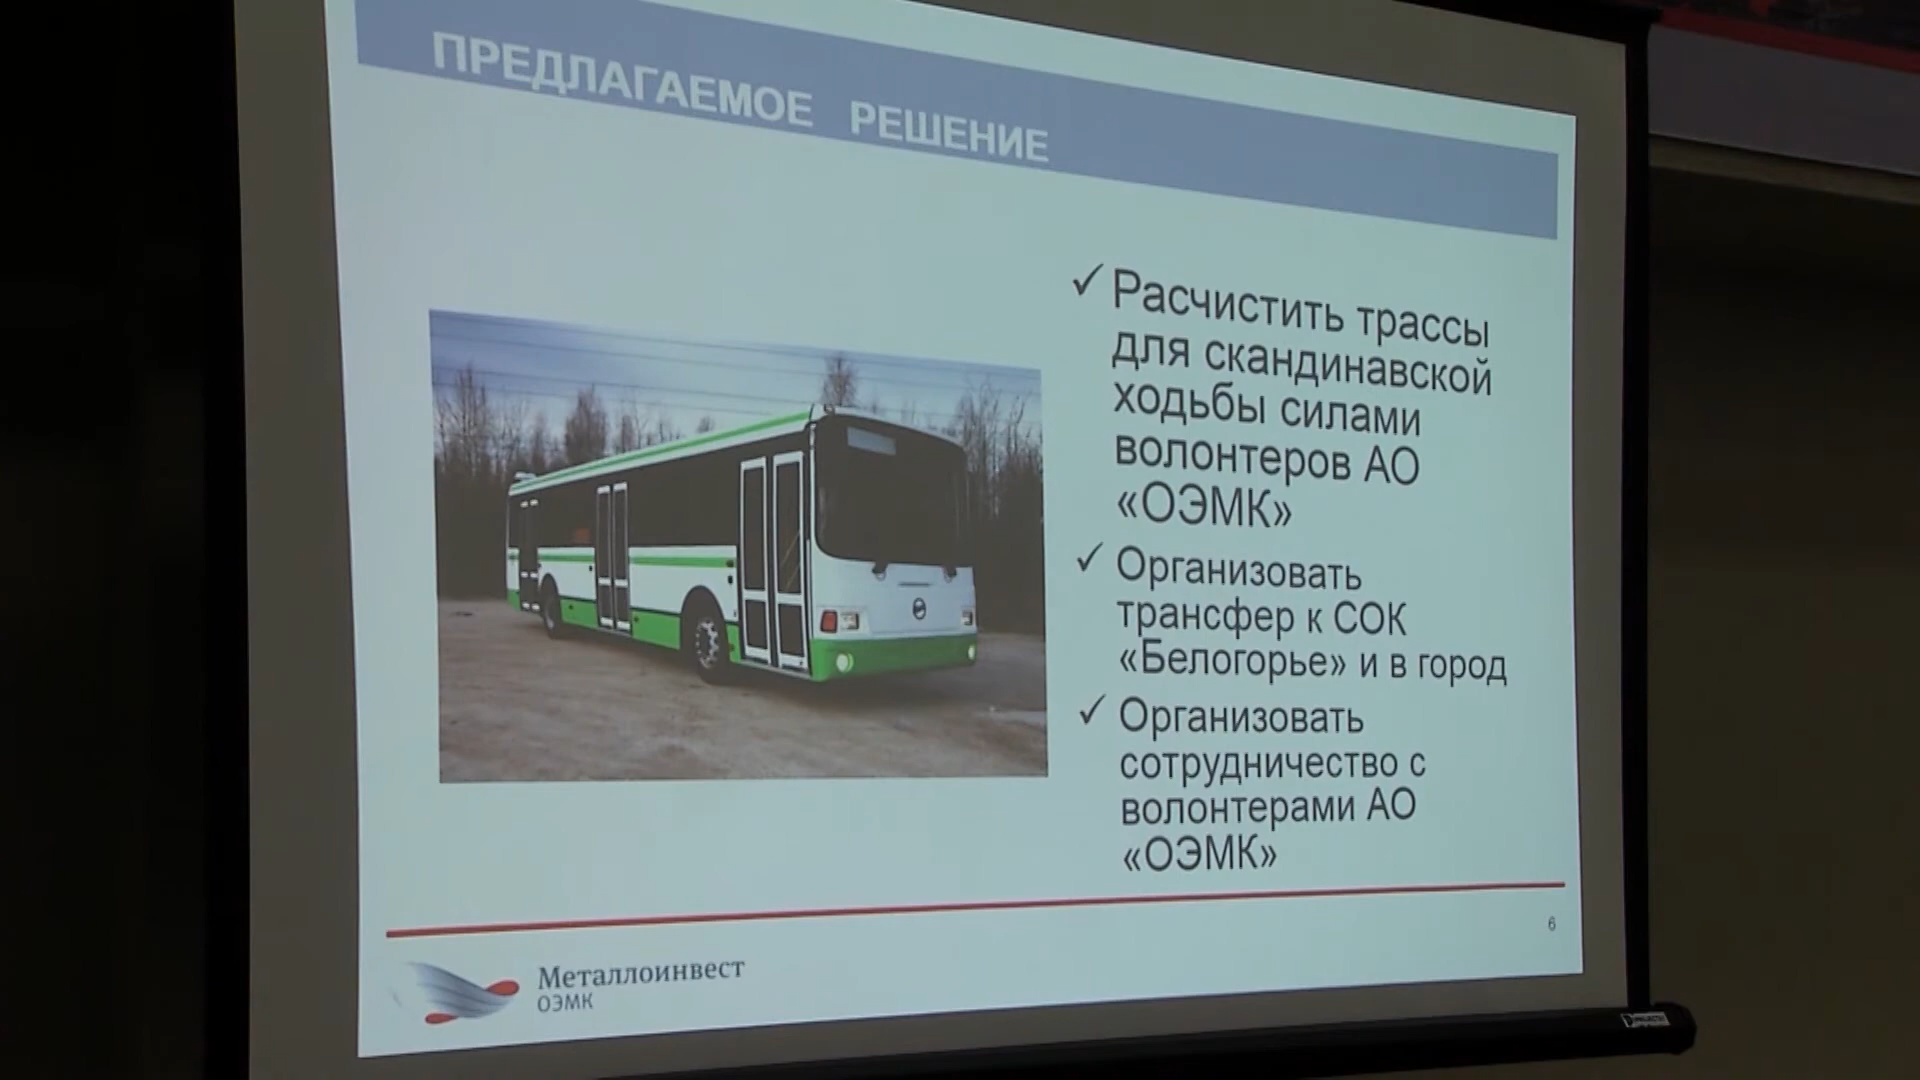 ПРЕДЛАГАЕМОЕ РЕШЕНИЕ
✓ Расчистить трассы
для скандинавской
ходьбы силами
волонтеров АО
«ОЭМК»
✓ Организовать
трансфер к СОК
«Белогорье» и в город
✓ Организовать
сотрудничество с
волонтерами АО
«ОЭМК»
6
Металлоинвест
ОЭМК